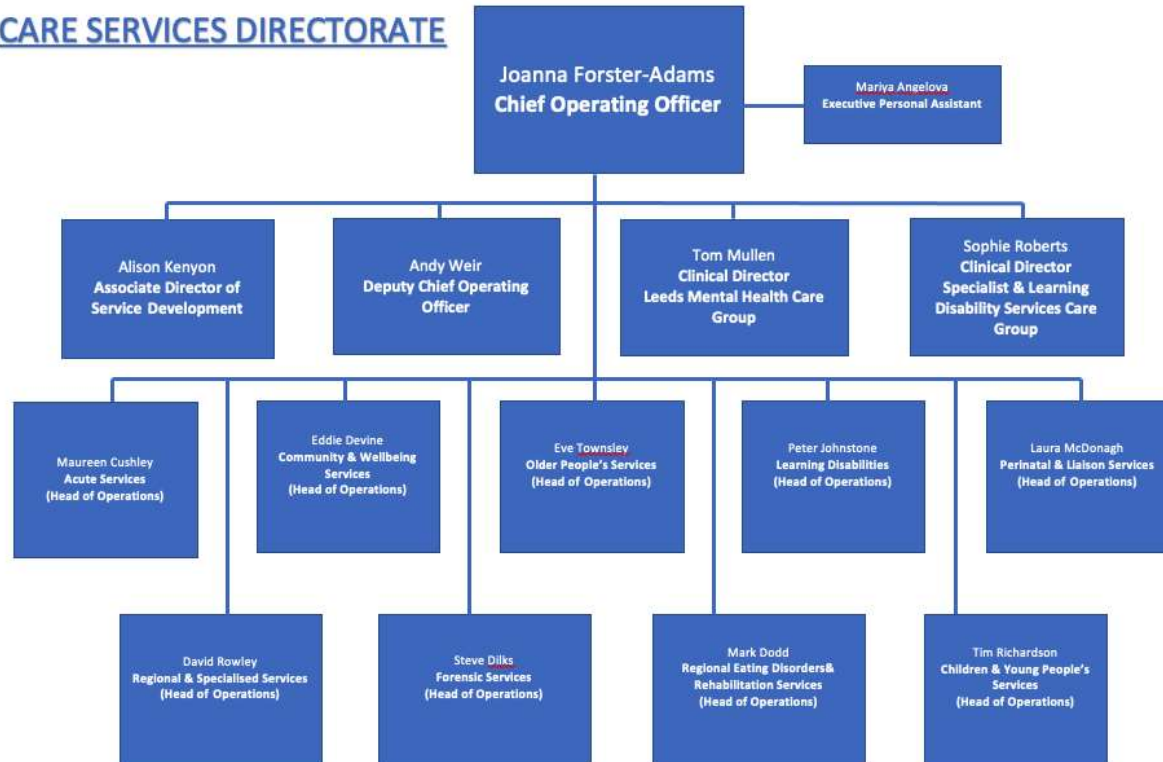 CARE SERVICES DIRECTORATE
Joanna Forster-Adams
Chief Operating Officer
Mariya Angelova
Executive Personal Assistant
Alison Kenyon
Associate Director of
Service Development
Andy Weir
Deputy Chief Operating
Officer
Tom Mullen
Clinical Director
Leeds Mental Health Care
Group
Sophie Roberts
Clinical Director
Specialist & Learning
Disability Services Care
Group
Maureen Cushley
Acute Services
(Head of Operations)
Eddie Devine
Community & Wellbeing
Services
(Head of Operations)
Eve Townsley
Older People's Services
(Head of Operations)
Peter Johnstone
Learning Disabilities
(Head of Operations)
Laura McDonagh
Perinatal & Liaison Services
(Head of Operations)
David Rowley
Regional & Specialised Services
(Head of Operations)
Steve Dilks
Forensic Services
(Head of Operations)
Mark Dodd
Regional Eating Disorders&
Rehabilitation Services
(Head of Operations)
Tim Richardson
Children & Young People's
Services
(Head of Operations)